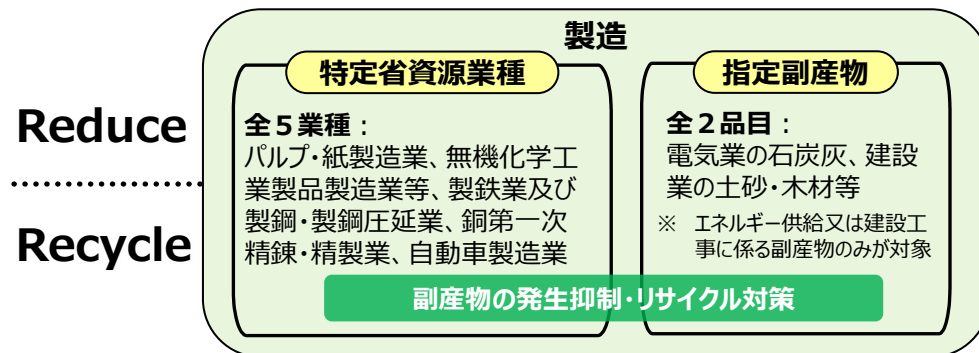 製造
Reduce
Recycle
特定省資源業種
全５業種：
パルプ・紙製造業、無機化学工
業製品製造業等、製鉄業及び
製鋼・製鋼圧延業、銅第一次
精錬・精製業、自動車製造業
指定副産物
全２品目：
電気業の石炭灰、建設
業の土砂・木材等
※ エネルギー供給又は建設工
事に係る副産物のみが対象
副産物の発生抑制・リサイクル対策